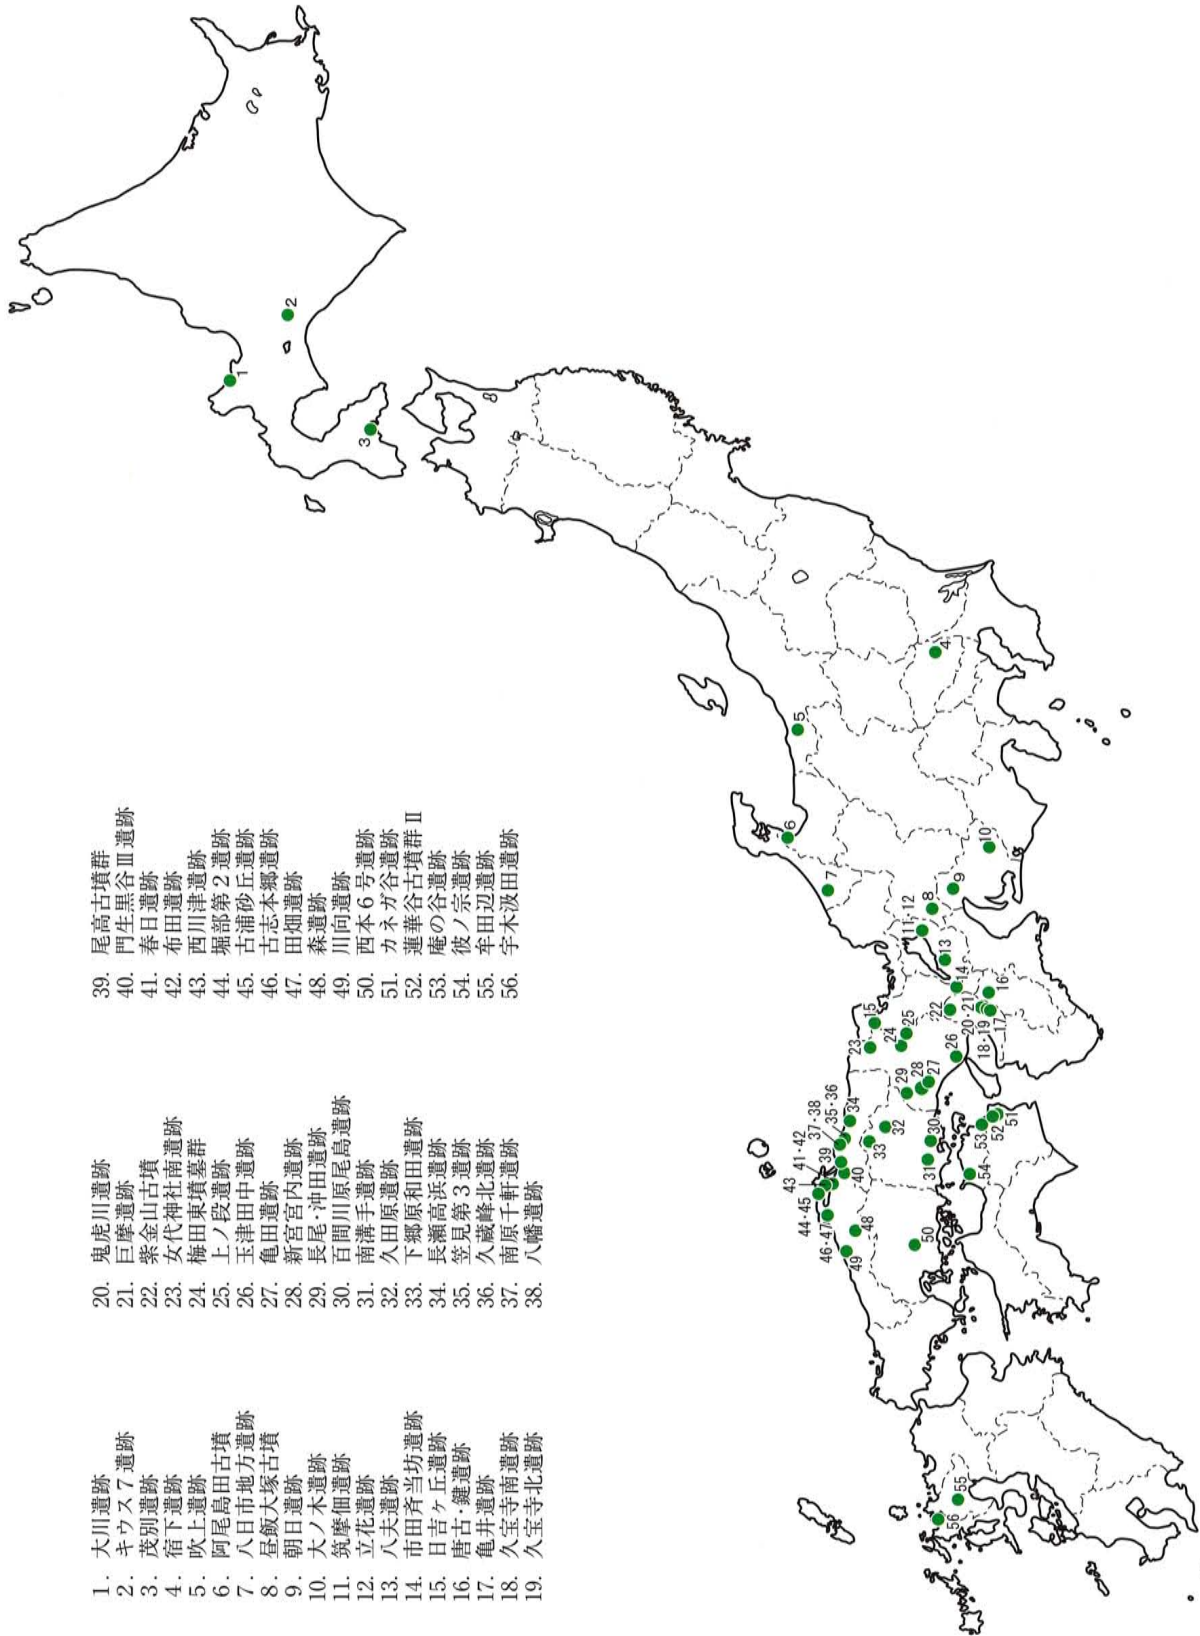 1. 大川遺跡
2. キウス7遺跡
3. 茂別遺跡
4. 宿下遺跡
5. 吹上遺跡
6. 阿尾島田古墳
7. 八日市地方遺跡
8. 昼飯大塚古墳
9. 朝日遺跡
10. 大ノ木遺跡
11. 筑摩佃遺跡
12. 立花遺跡
13. 八夫遺跡
14. 市田斉当坊遺跡
15. 日吉ヶ丘遺跡
16. 唐古・鍵遺跡
17. 亀井遺跡
18. 久宝寺南遺跡
19. 久宝寺北遺跡
20. 鬼虎川遺跡
21. 巨摩遺跡
22. 紫金山古墳
23. 女代神社南遺跡
24. 梅田東墳墓群
25. 上ノ段遺跡
26. 玉津田中遺跡
27. 亀田遺跡
28. 新宮宮内遺跡
29. 長尾・沖田遺跡
30. 百間川原尾島遺跡
31. 南溝手遺跡
32. 久田原遺跡
33. 下郷原和田遺跡
34. 長瀬高浜遺跡
35. 笠見第3遺跡
36. 久蔵峰北遺跡
37. 南原千軒遺跡
38. 八幡遺跡
39. 尾高古墳群
40. 門生黒谷Ⅲ遺跡
41. 春日遺跡
42. 布田遺跡
43. 西川津遺跡
44. 堀部第2遺跡
45. 古浦砂丘遺跡
46. 古志本郷遺跡
47. 田畑遺跡
48. 森遺跡
49. 川向遺跡
50. 西本6号遺跡
51. カネガ谷遺跡
52. 蓮華谷古墳群Ⅱ
53. 庵の谷遺跡
54. 彼ノ宗遺跡
55. 牟田辺遺跡
56. 宇木汲田遺跡
1
2
3
4
5
6
7
8
9
10
11・12
13
14
15
16
17
18・19
20・21
22
23
24
25
26
27
28
29
30
31
32
33
34
35・36
37・38
39
40
41・42
43
44・45
46・47
48
49
50
51
52
53
54
55
56